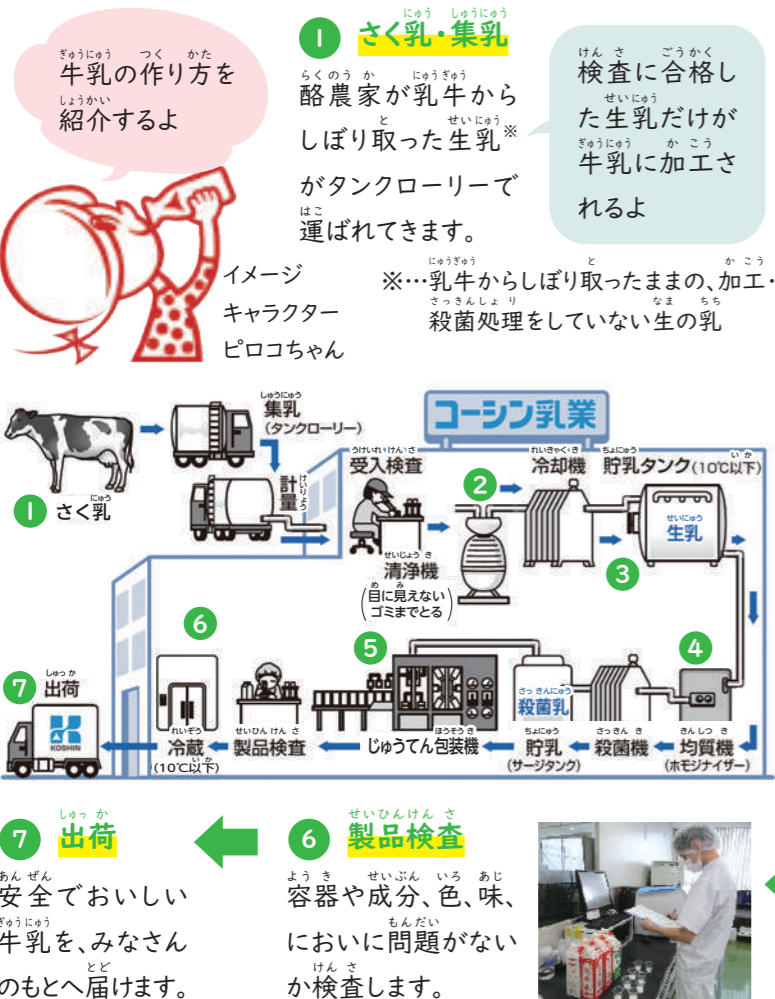 牛乳の作り方を
紹介するよ
イメージ
キャラクター
ピロコちゃん
1 さく乳・集乳
酪農家が乳牛から
しぼり取った生乳※
がタンクローリーで
運ばれてきます。
検査に合格し
た生乳だけが
牛乳に加工さ
れるよ
※…乳牛からしぼり取ったままの、加工・
殺菌処理をしていない生の乳
コーシン乳業
1 さく乳
集乳
(タンクローリー)
計量
受入検査
2
清浄機
(目に見えない
ゴミまでとる)
冷却機
3
貯乳タンク(10℃以下)
生乳
4
均質機
(ホモジナイザー)
殺菌機
殺菌乳
貯乳
(サージタンク)
5
じゅうてん包装機
製品検査
6
冷蔵
(10℃以下)
7 出荷
KOSHIN
7 出荷
安全でおいしい
牛乳を、みなさん
のもとへ届けます。
6 製品検査
容器や成分、色、味、
においに問題がない
か検査します。